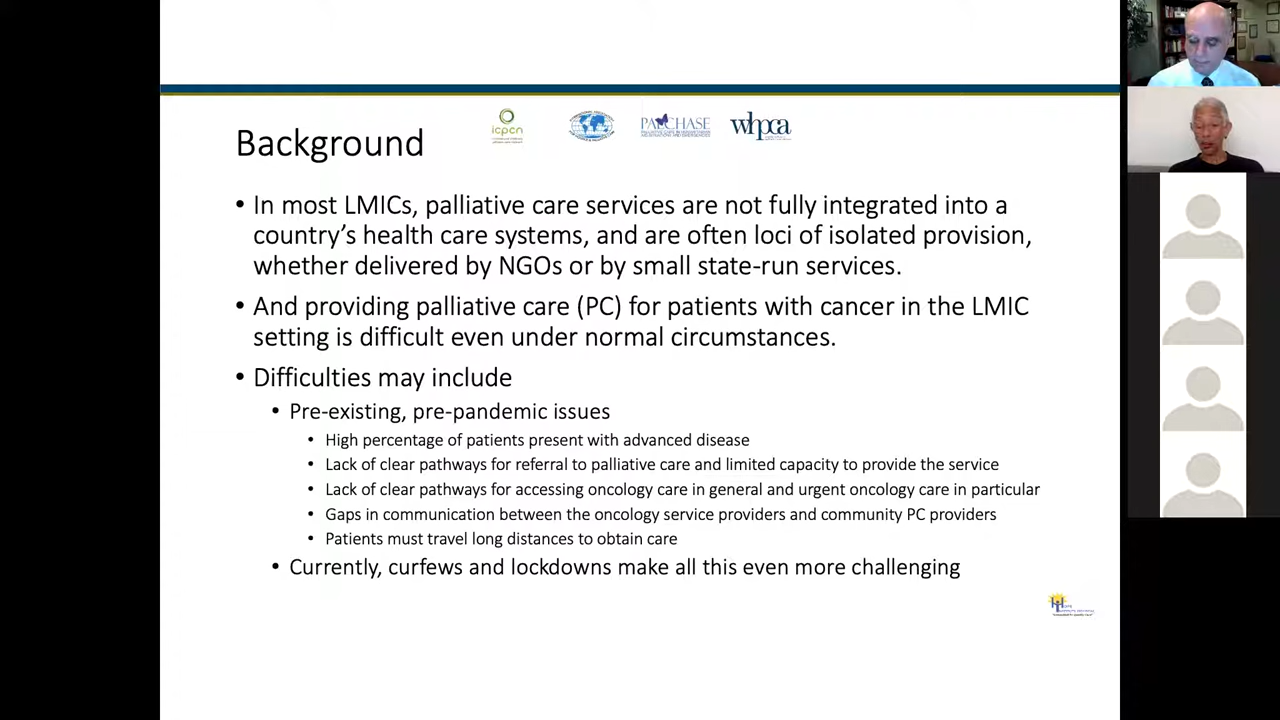 Background
icpcn
PALCHASE
whpca
• In most LMICs, palliative care services are not fully integrated into a
country’s health care systems, and are often loci of isolated provision,
whether delivered by NGOs or by small state-run services.
• And providing palliative care (PC) for patients with cancer in the LMIC
setting is difficult even under normal circumstances.
• Difficulties may include
• Pre-existing, pre-pandemic issues
• High percentage of patients present with advanced disease
• Lack of clear pathways for referral to palliative care and limited capacity to provide the service
• Lack of clear pathways for accessing oncology care in general and urgent oncology care in particular
• Gaps in communication between the oncology service providers and community PC providers
• Patients must travel long distances to obtain care
• Currently, curfews and lockdowns make all this even more challenging